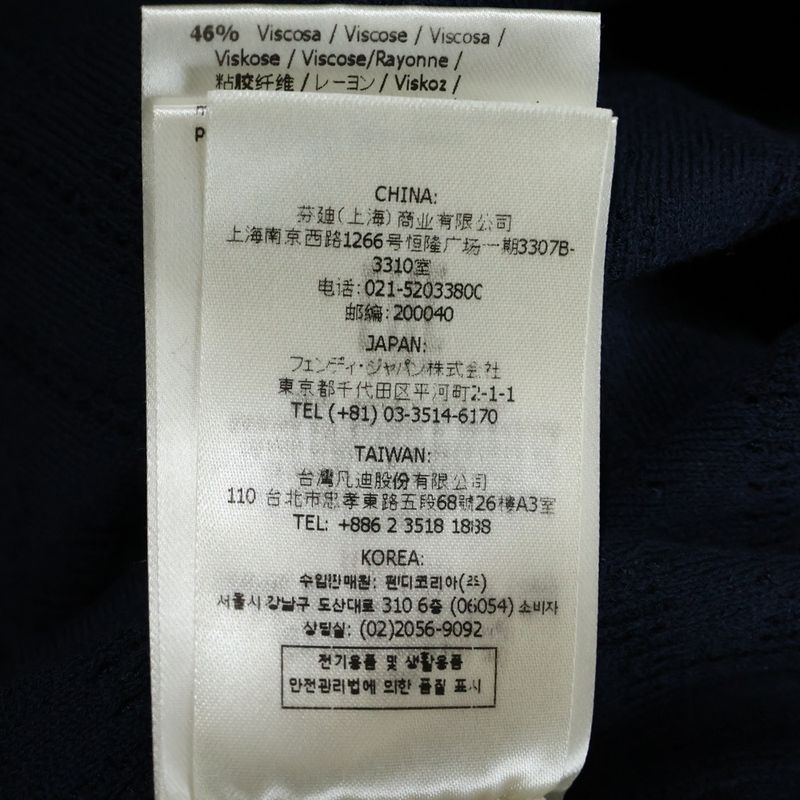 46% Viscosa / Viscose / Viscosa /
Viskose / Viscose/Rayonne /
粘胶纤维 / レーヨン / Viskoz /
CHINA:
芬迪(上海)商业有限公司
上海南京西路1266号恒隆广场一期3307B-
3310室
电话: 021-52033800
邮编: 200040
JAPAN:
フェンディ・ジャパン株式会社
東京都千代田区平河町2-1-1
TEL (+81) 03-3514-6170
TAIWAN:
台灣凡迪股份有限公司
110 台北市忠孝東路五段68號26樓A3室
TEL: +886 2 3518 1888
KOREA:
수입판매원: 펜디코리아(주)
서울시 강남구 도산대로 310 6층 (06054) 소비자
상담실: (02)2056-9092
전기용품 및 생활용품
안전관리법에 의한 품질 표시